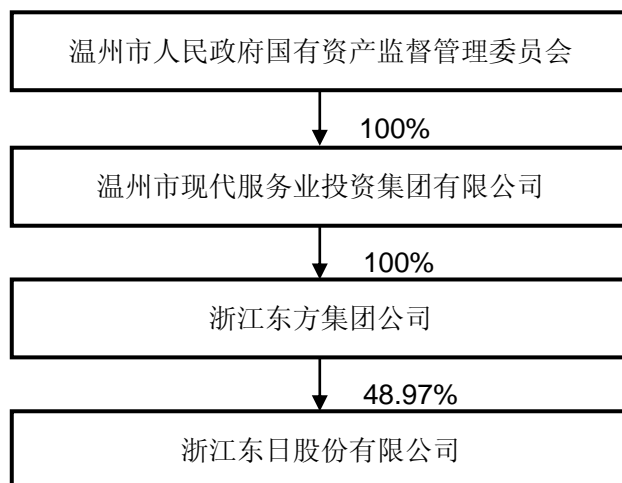 温州市人民政府国有资产监督管理委员会
100%
温州市现代服务业投资集团有限公司
100%
浙江东方集团公司
48.97%
浙江东日股份有限公司